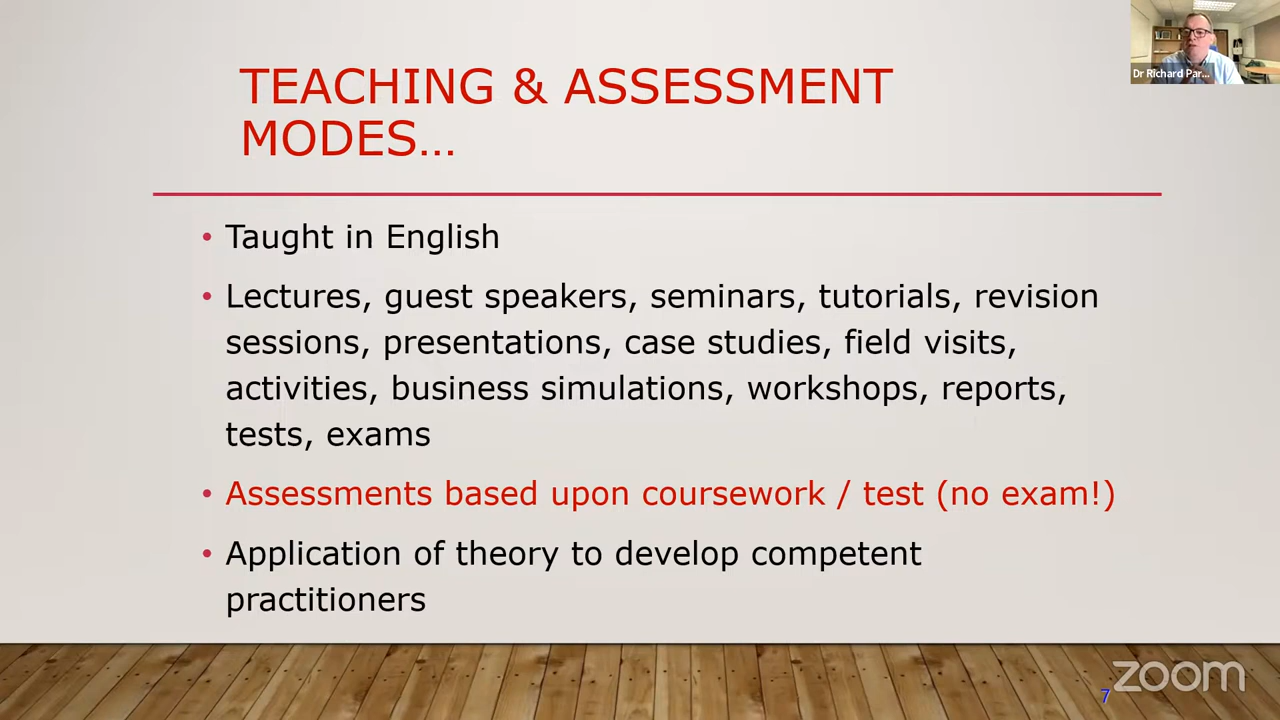 Dr Richard Par...
TEACHING & ASSESSMENT
MODES...
• Taught in English
• Lectures, guest speakers, seminars, tutorials, revision
sessions, presentations, case studies, field visits,
activities, business simulations, workshops, reports,
tests, exams
• Assessments based upon coursework / test (no exam!)
• Application of theory to develop competent
practitioners
7
zoom